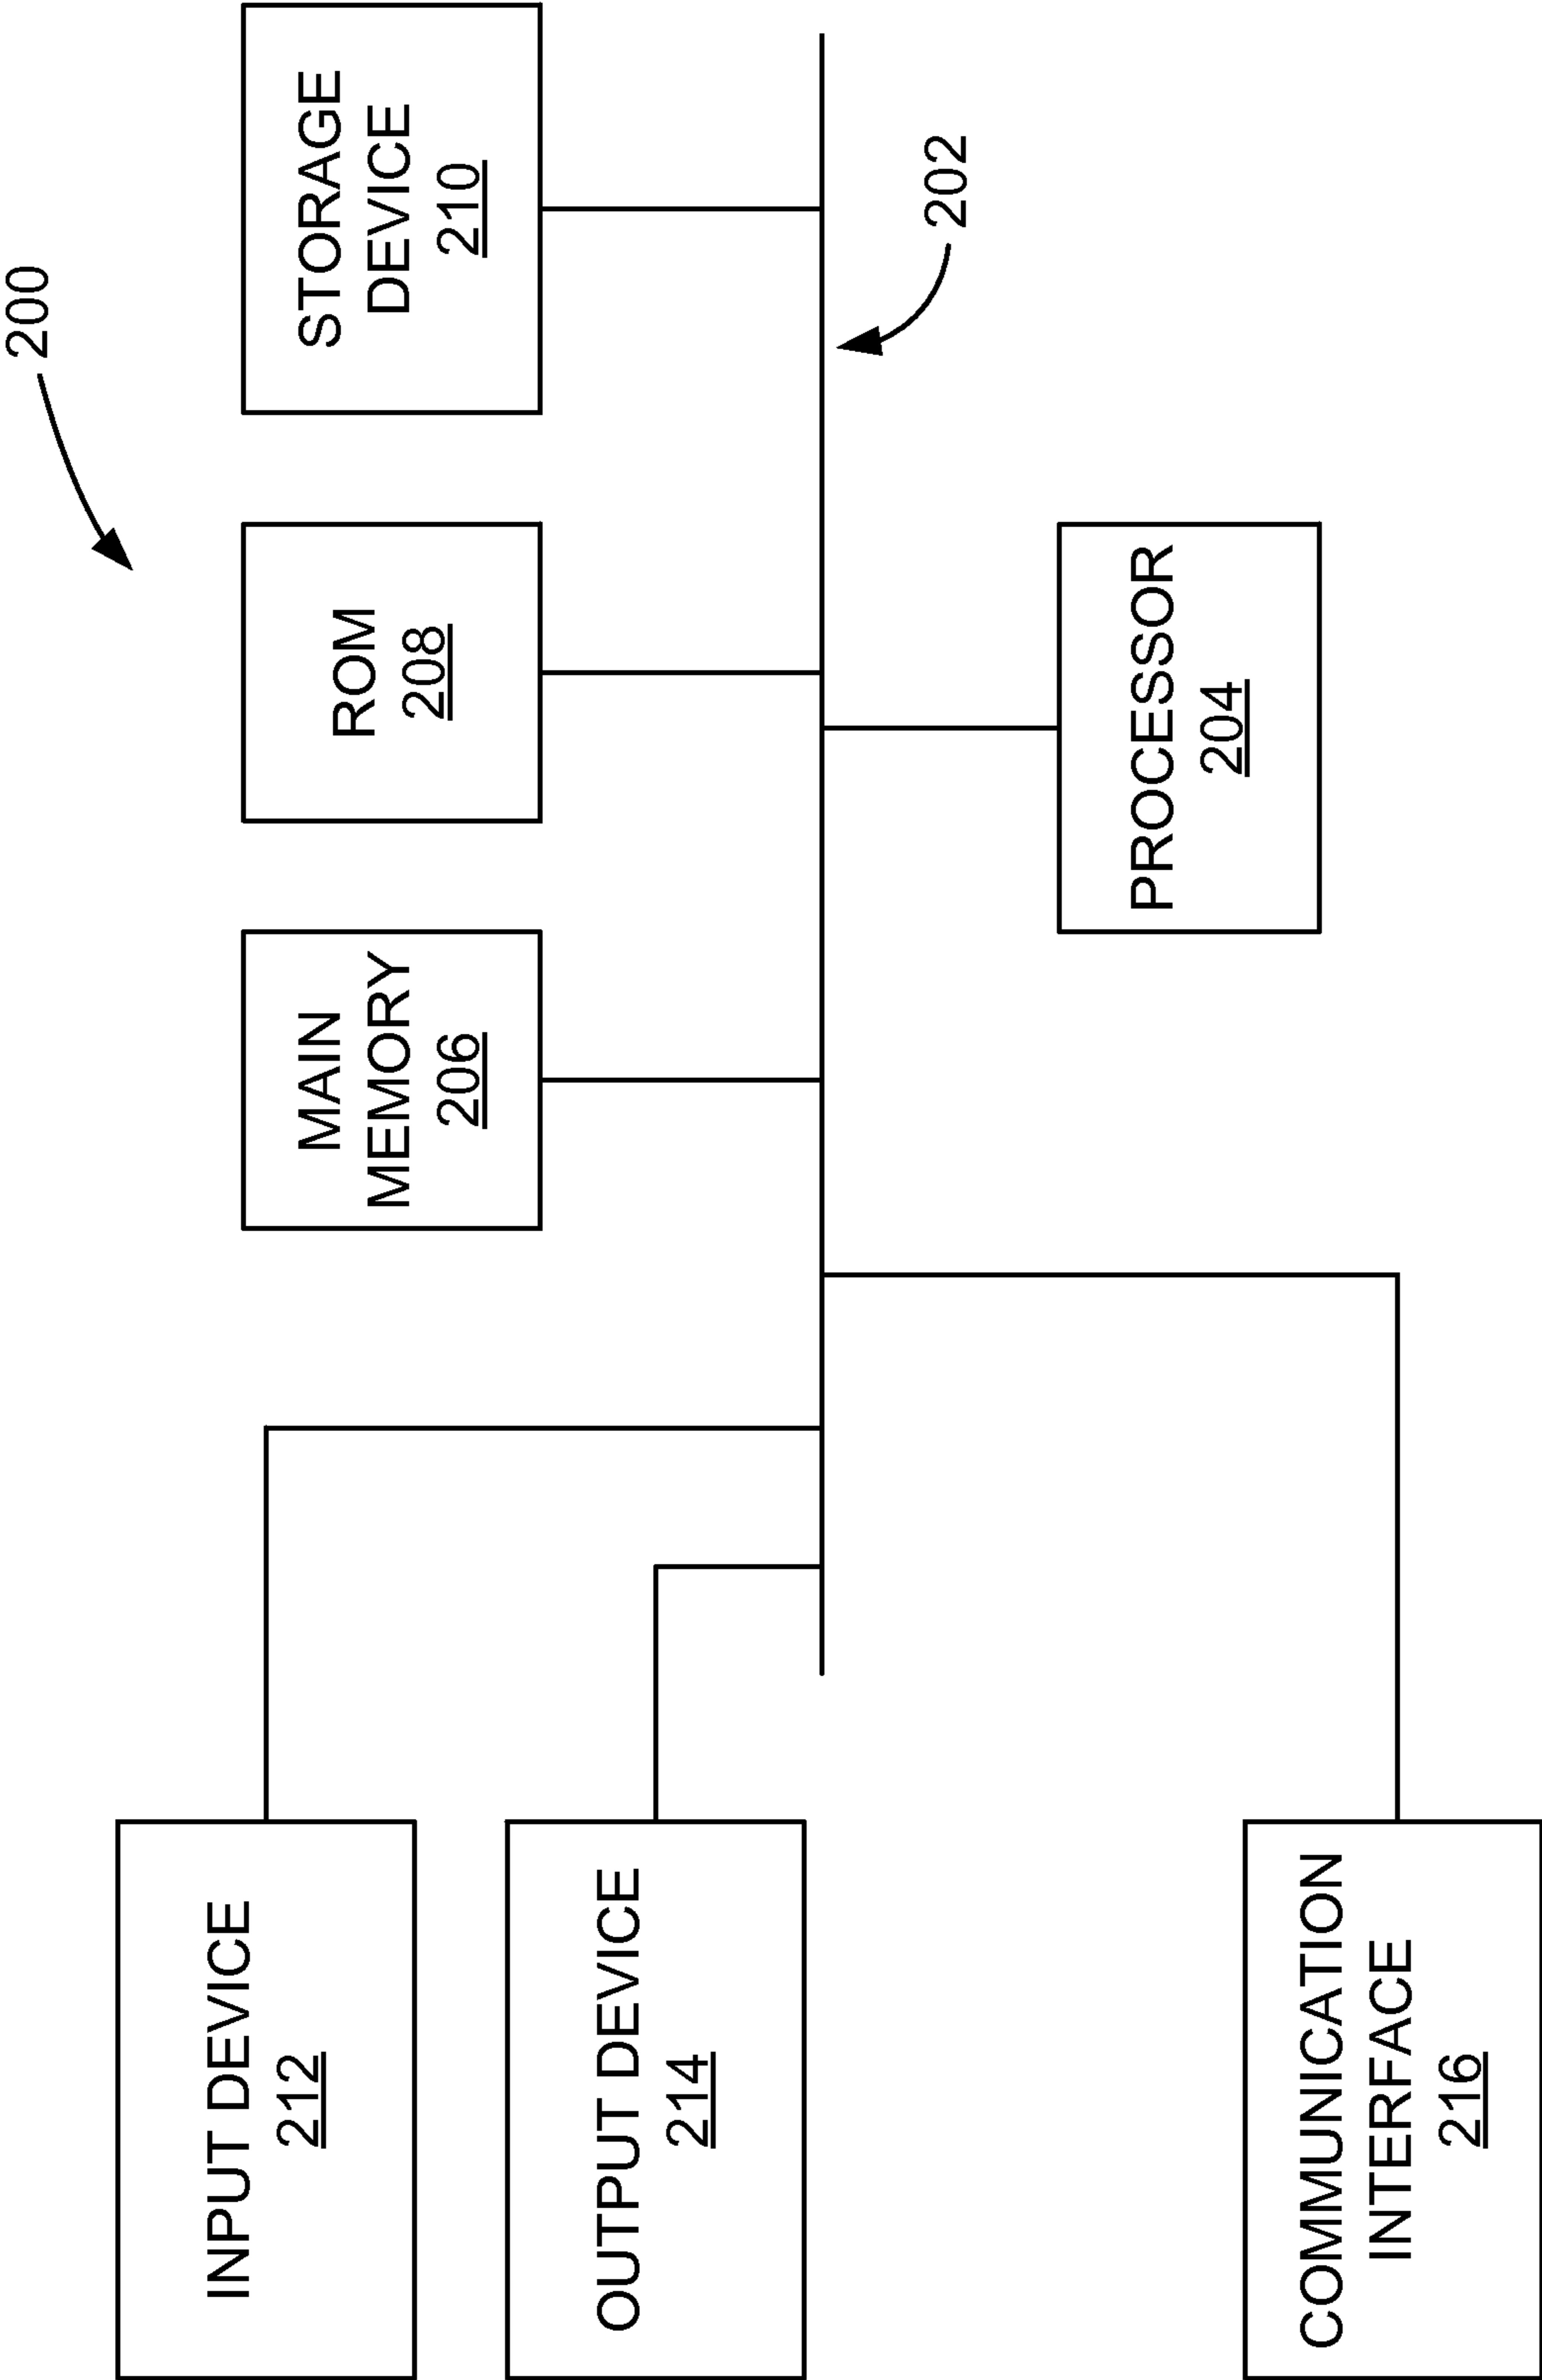 200
MAIN
MEMORY
206
ROM
208
STORAGE
DEVICE
210
INPUT DEVICE
212
OUTPUT DEVICE
214
202
PROCESSOR
204
COMMUNICATION
INTERFACE
216